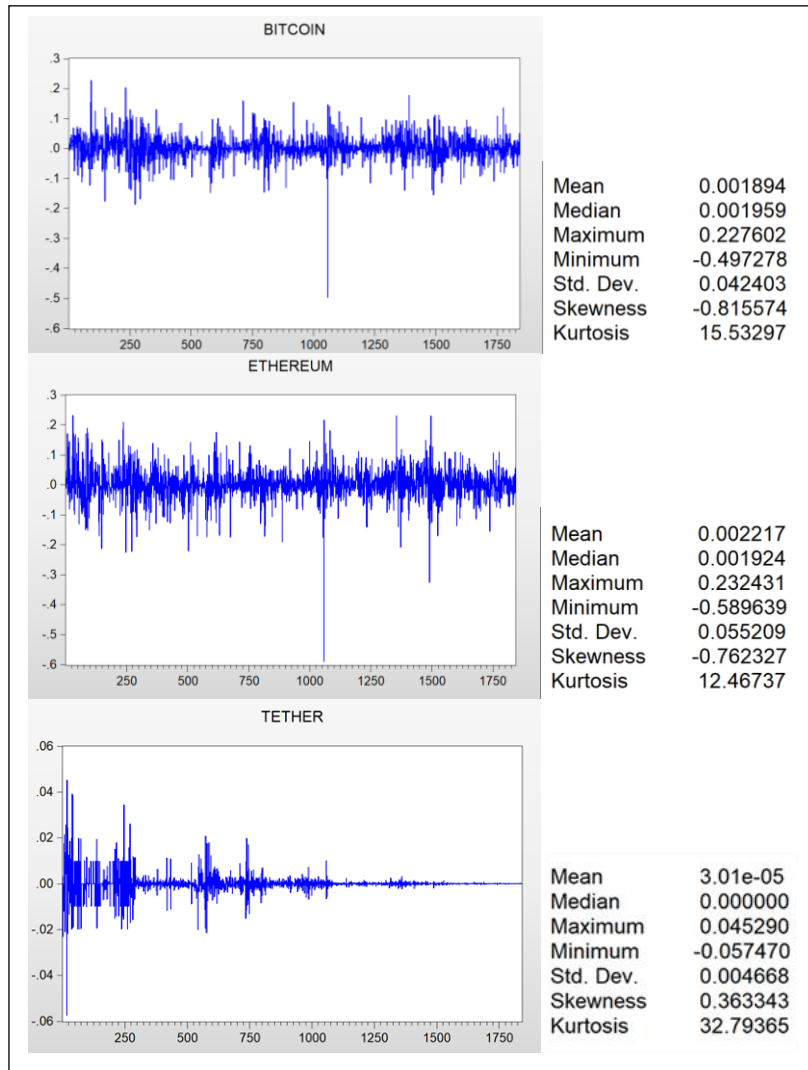 BITCOIN
.3
.2
.1
.0
-.1
-.2
-.3
-.4
-.5
-.6
250 500 750 1000 1250 1500 1750
Mean 0.001894
Median 0.001959
Maximum 0.227602
Minimum -0.497278
Std. Dev. 0.042403
Skewness -0.815574
Kurtosis 15.53297
ETHEREUM
.3
.2
.1
.0
-.1
-.2
-.3
-.4
-.5
-.6
250 500 750 1000 1250 1500 1750
Mean 0.002217
Median 0.001924
Maximum 0.232431
Minimum -0.589639
Std. Dev. 0.055209
Skewness -0.762327
Kurtosis 12.46737
TETHER
.06
.04
.02
.00
-.02
-.04
-.06
250 500 750 1000 1250 1500 1750
Mean 3.01e-05
Median 0.000000
Maximum 0.045290
Minimum -0.057470
Std. Dev. 0.004668
Skewness 0.363343
Kurtosis 32.79365